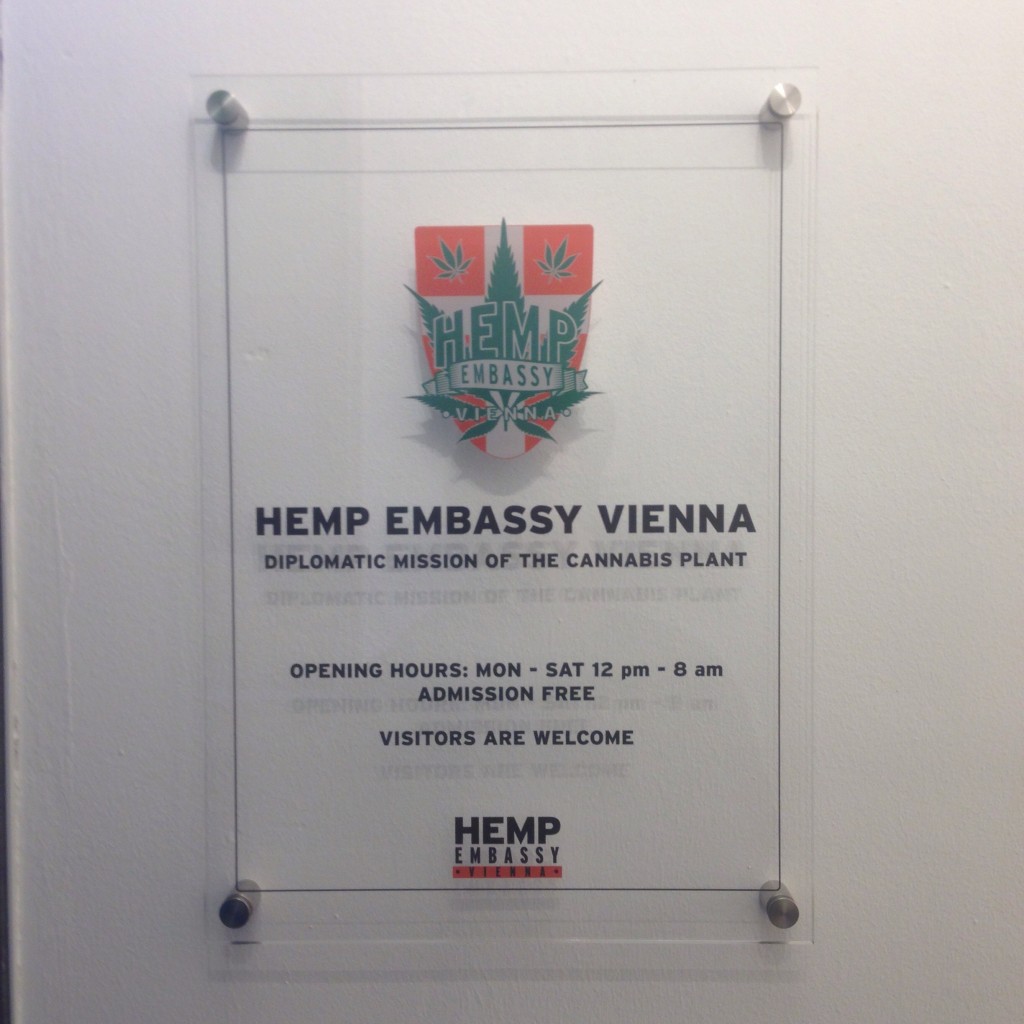 HEMP
EMBASSY
•VIENNA•
HEMP EMBASSY VIENNA
DIPLOMATIC MISSION OF THE CANNABIS PLANT
OPENING HOURS: MON - SAT 12 pm - 8 am
ADMISSION FREE
VISITORS ARE WELCOME
HEMP
EMBASSY
•VIENNA•